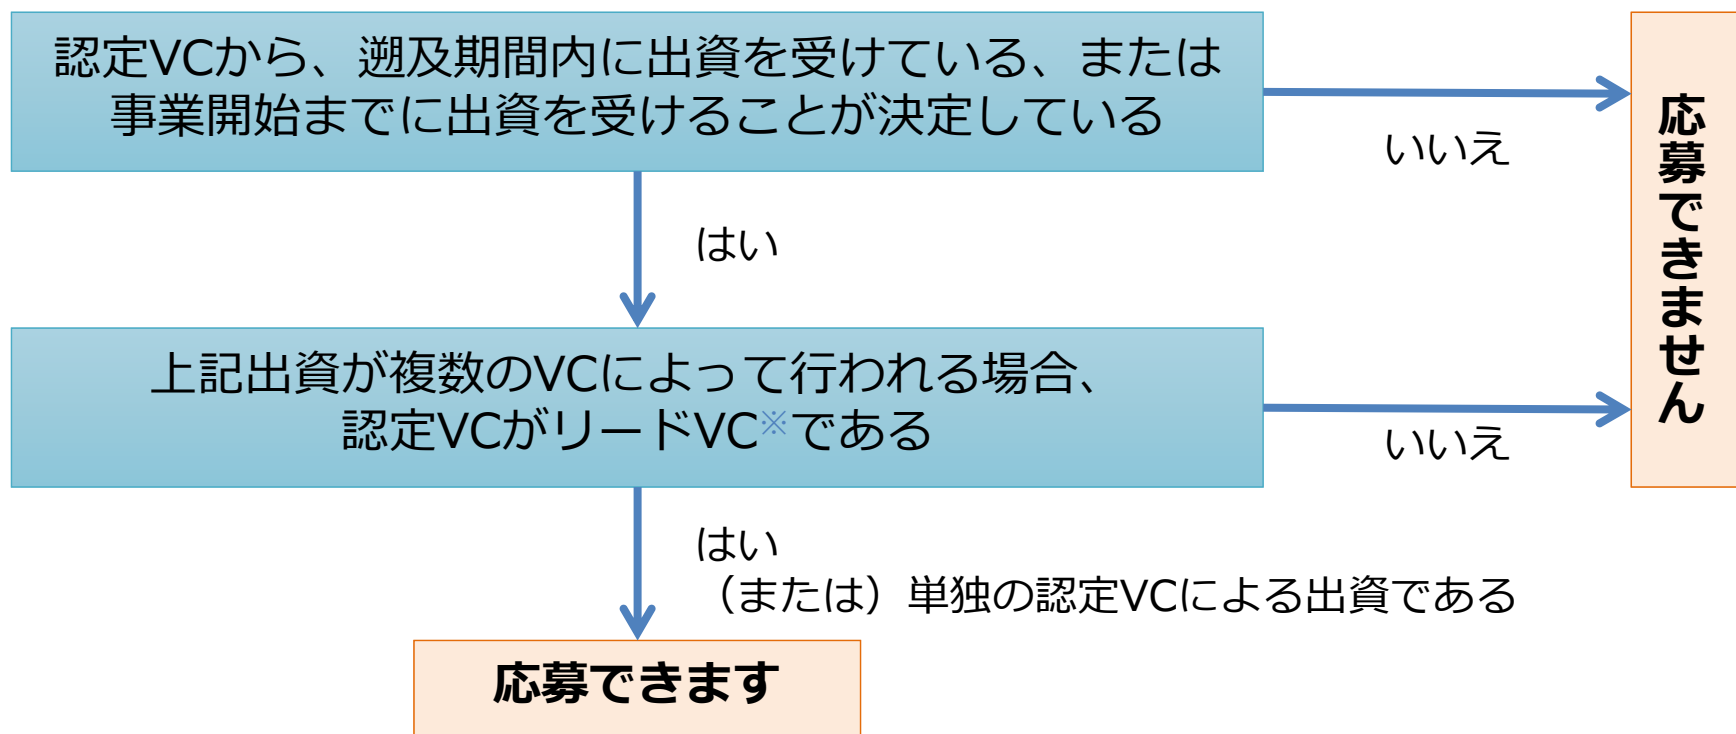 認定VCから、遡及期間内に出資を受けている、または
事業開始までに出資を受けることが決定している
いいえ
応募できません
はい
上記出資が複数のVCによって行われる場合、
認定VCがリードVC※である
いいえ
はい
（または）単独の認定VCによる出資である
応募できます